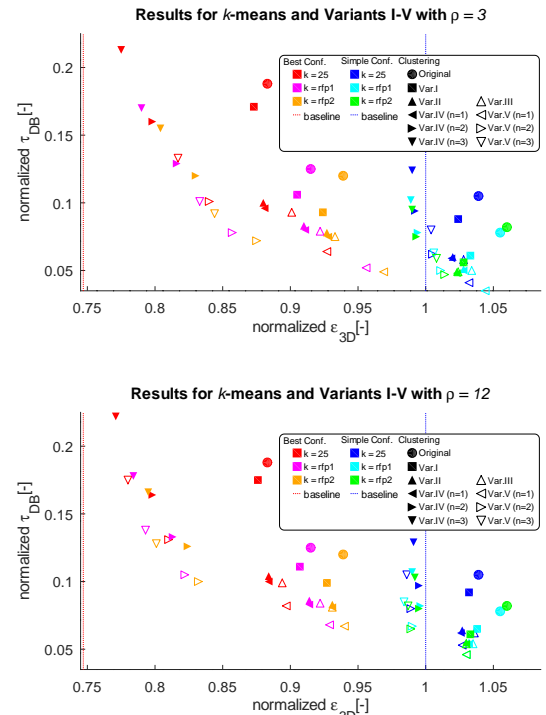 Results for k-means and Variants I-V with ρ = 3
normalized τDB[-]
0.2
0.15
0.1
0.05
0.75
0.8
0.85
0.9
0.95
1
1.05
normalized ε3D[-]
Best Conf. Simple Conf. Clustering
k = 25 k = 25 Original
k = rfp1 k = rfp1 Var.I
k = rfp2 k = rfp2 Var.II Var.III
baseline baseline Var.IV (n=1) Var.V (n=1)
Var.IV (n=2) Var.V (n=2)
Var.IV (n=3) Var.V (n=3)
Results for k-means and Variants I-V with ρ = 12
normalized τDB[-]
0.2
0.15
0.1
0.05
0.75
0.8
0.85
0.9
0.95
1
1.05
normalized ε3D[-]
Best Conf. Simple Conf. Clustering
k = 25 k = 25 Original
k = rfp1 k = rfp1 Var.I
k = rfp2 k = rfp2 Var.II Var.III
baseline baseline Var.IV (n=1) Var.V (n=1)
Var.IV (n=2) Var.V (n=2)
Var.IV (n=3) Var.V (n=3)